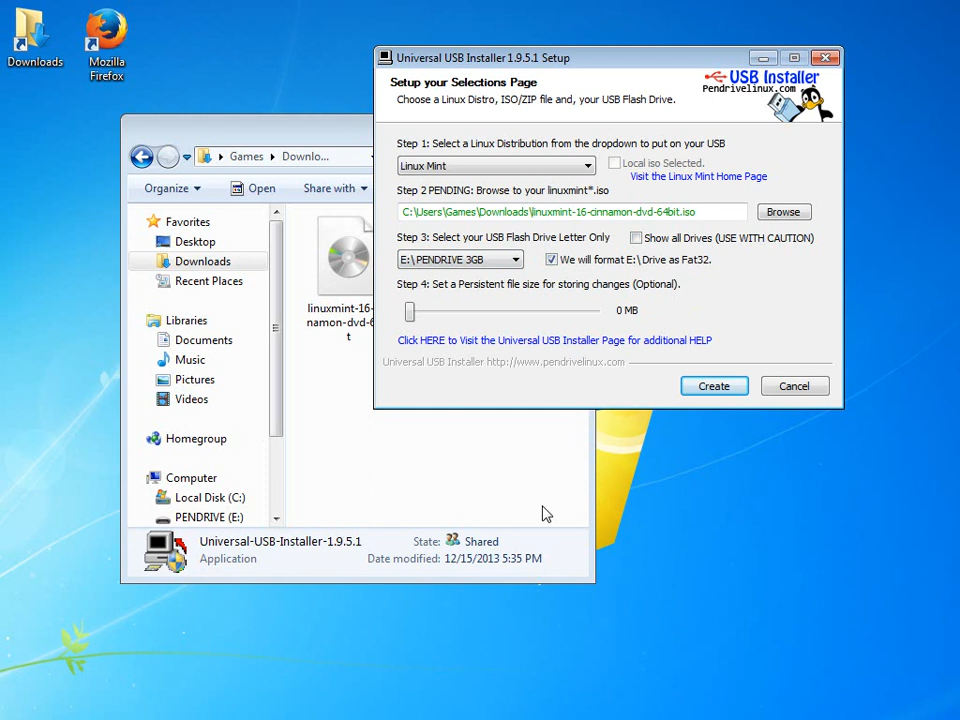 Downloads
Mozilla
Firefox
Games
Downlo...
Organize
Open
Share with
Favorites
Desktop
Downloads
Recent Places
Libraries
Documents
Music
Pictures
Videos
Homegroup
Computer
Local Disk (C:)
PENDRIVE (E:)
linuxmint-16-
namon-dvd-6
t
Universal-USB-Installer-1.9.5.1
State:
Shared
Application
Date modified: 12/15/2013 5:35 PM
Universal USB Installer 1.9.5.1 Setup
Setup your Selections Page
Choose a Linux Distro, ISO/ZIP file and, your USB Flash Drive.
USB Installer
Pendrivelinux.com
Step 1: Select a Linux Distribution from the dropdown to put on your USB
Linux Mint
Local iso Selected.
Visit the Linux Mint Home Page
Step 2 PENDING: Browse to your linuxmint*.iso
C:\Users\Games\Downloads\linuxmint-16-cinnamon-dvd-64bit.iso
Browse
Step 3: Select your USB Flash Drive Letter Only
Show all Drives (USE WITH CAUTION)
E:\PENDRIVE 3GB
We will format E:\ Drive as Fat32.
Step 4: Set a Persistent file size for storing changes (Optional).
0 MB
Click HERE to Visit the Universal USB Installer Page for additional HELP
Universal USB Installer http://www.pendrivelinux.com
Create
Cancel